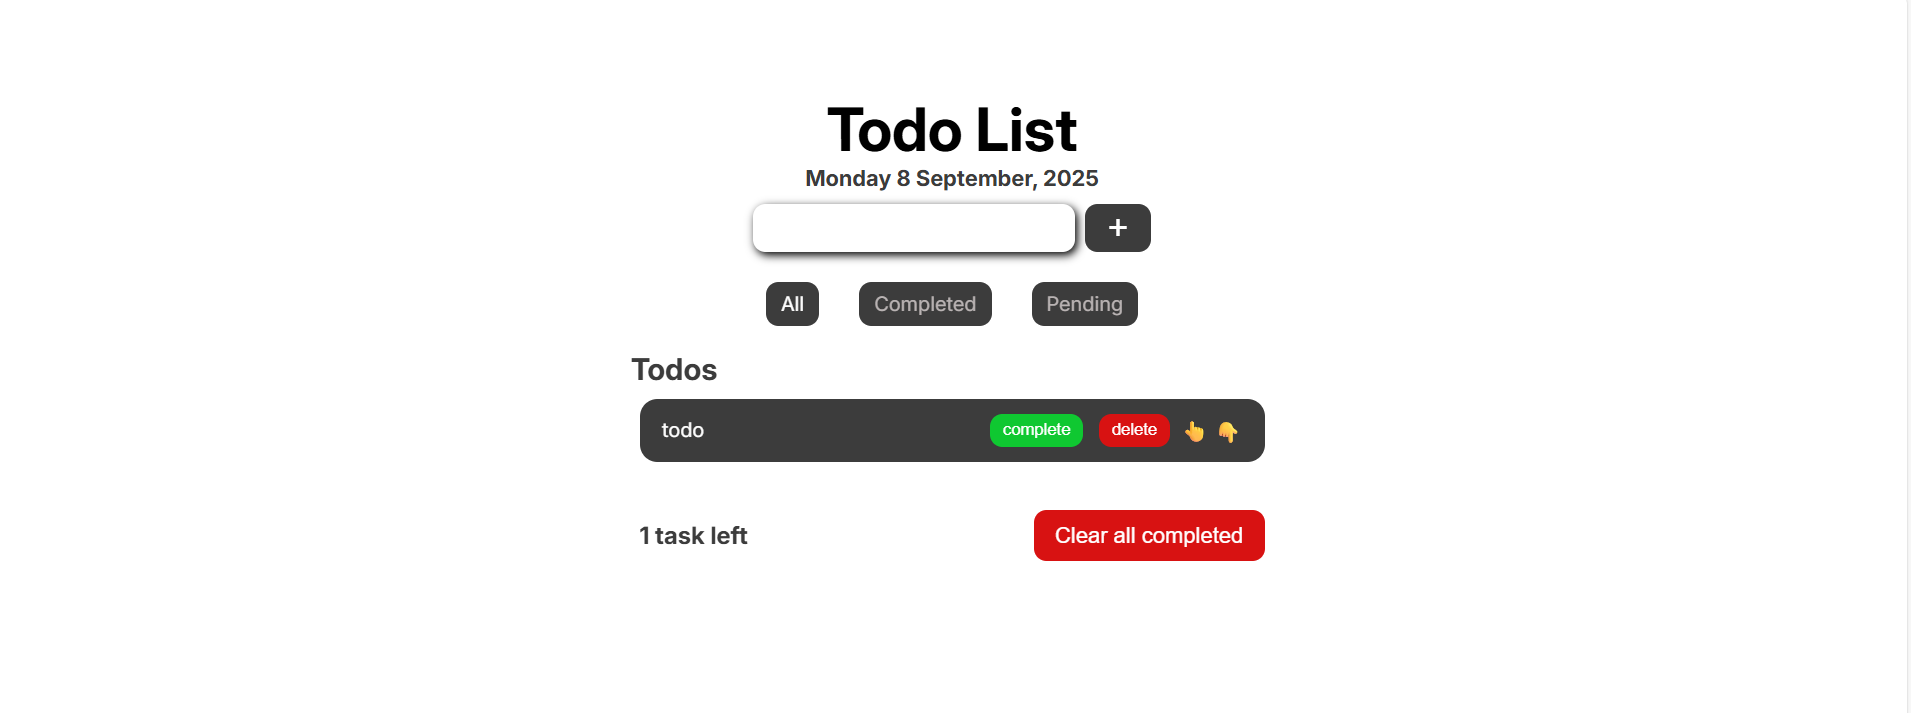 Todo List
Monday 8 September, 2025
+
All Completed Pending
Todos
todo complete delete 👆 👇
1 task left Clear all completed